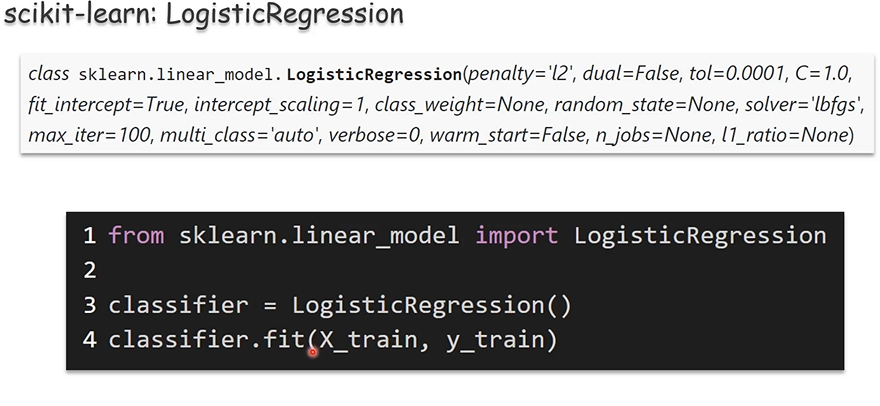 scikit-learn: LogisticRegression
class sklearn.linear_model.LogisticRegression(penalty='l2', dual=False, tol=0.0001, C=1.0,
fit_intercept=True, intercept_scaling=1, class_weight=None, random_state=None, solver='lbfgs',
max_iter=100, multi_class='auto', verbose=0, warm_start=False, n_jobs=None, l1_ratio=None)
1 from sklearn.linear_model import LogisticRegression
2
3 classifier = LogisticRegression()
4 classifier.fit(X_train, y_train)